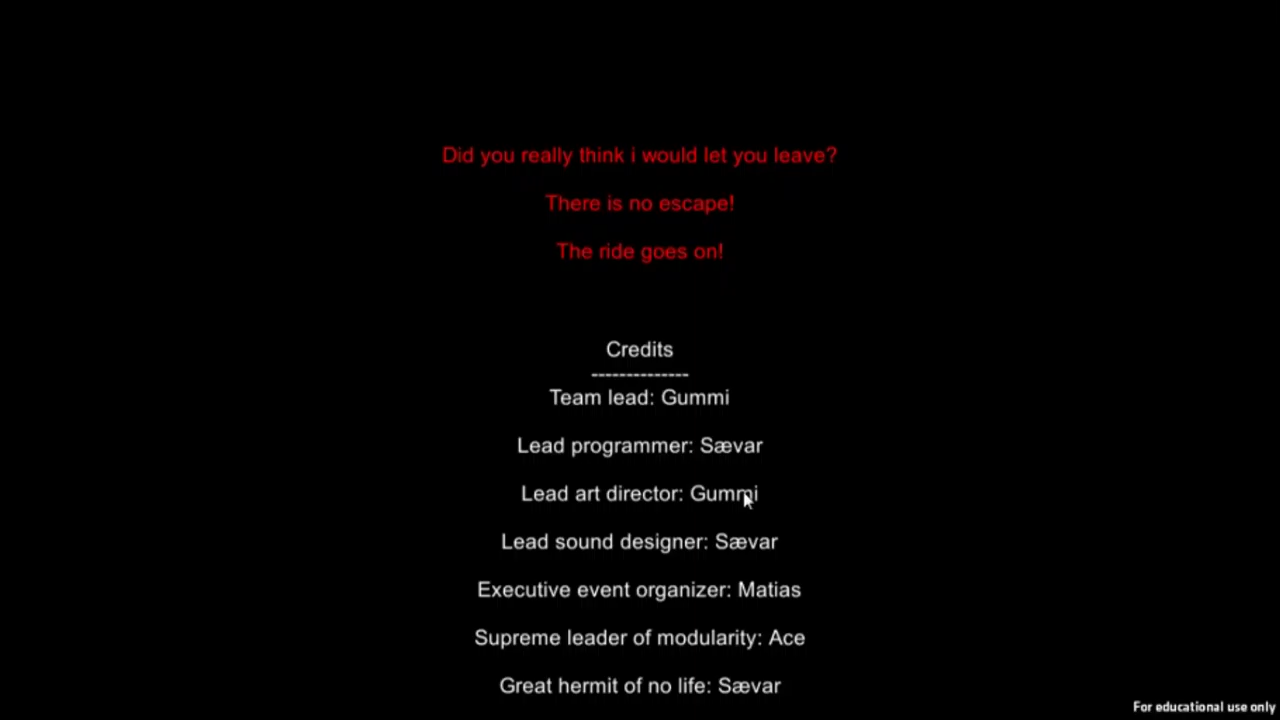 Did you really think i would let you leave?
There is no escape!
The ride goes on!
Credits
--------------
Team lead: Gummi
Lead programmer: Sævar
Lead art director: Gummi
Lead sound designer: Sævar
Executive event organizer: Matias
Supreme leader of modularity: Ace
Great hermit of no life: Sævar
For educational use only